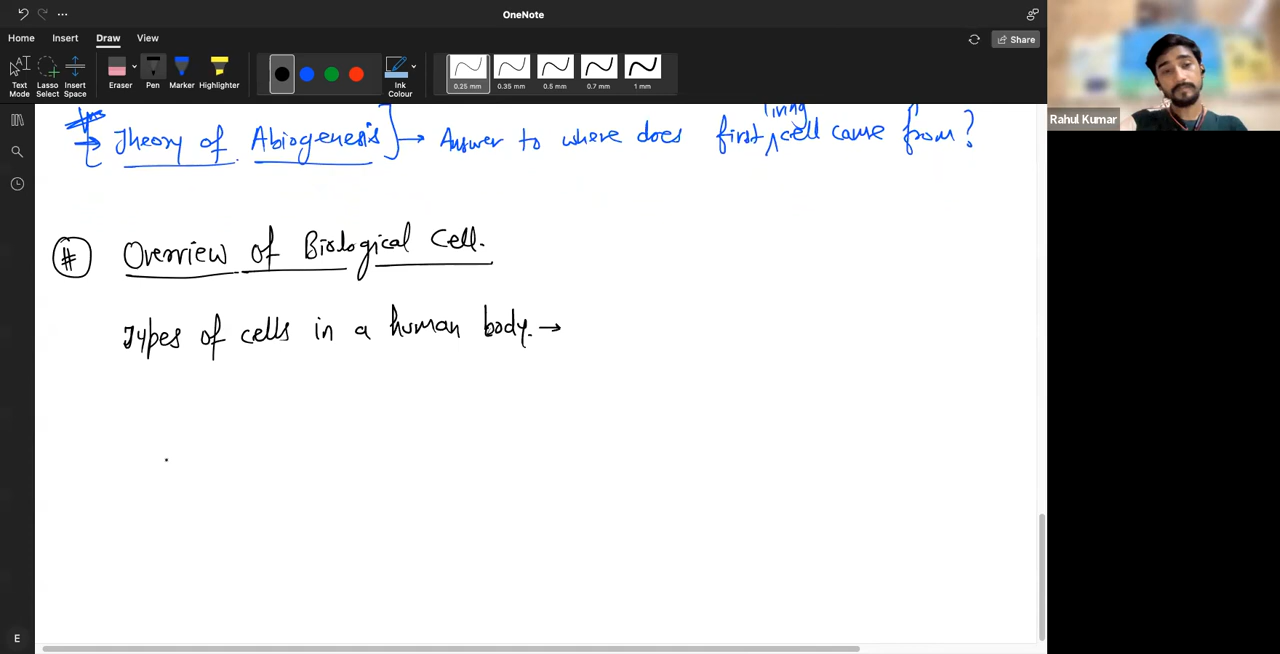 OneNote
Home Insert Draw View
Share
Text Mode
Lasso Select
Insert Space
Eraser
Pen
Marker
Highlighter
Ink Colour
0.25 mm 0.35 mm 0.5 mm 0.7 mm 1 mm
Rahul Kumar
living
Theory of Abiogenesis → Answer to where does first cell came from?
# Overview of Biological Cell.
Types of cells in a human body. →
E